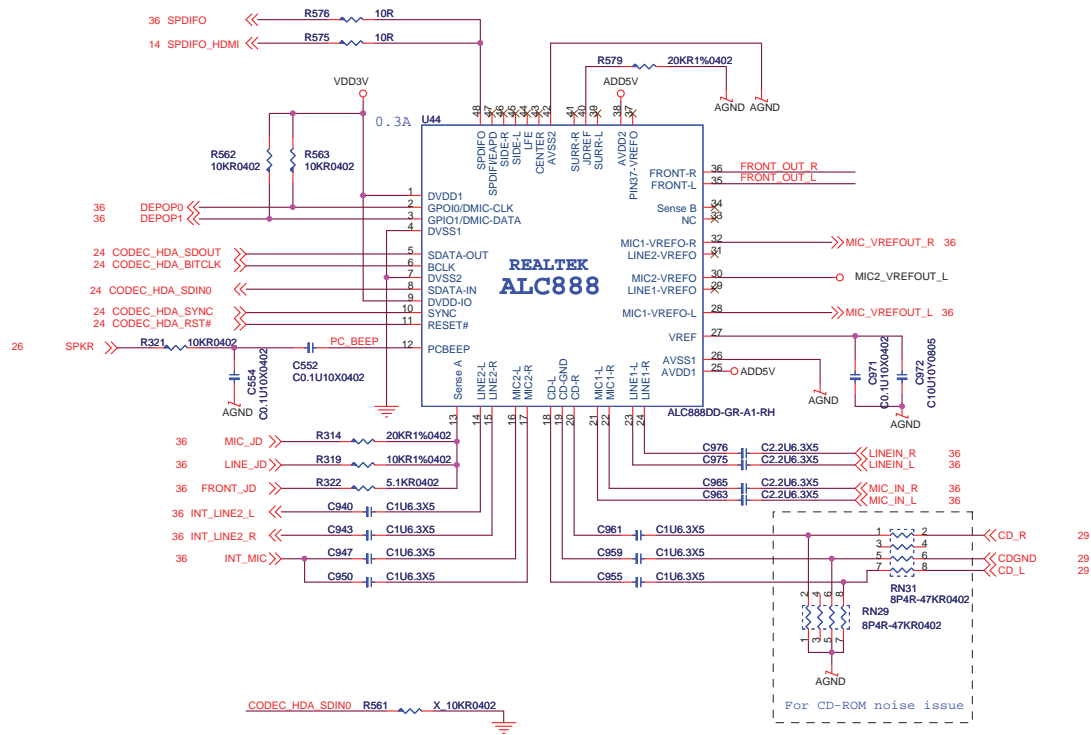 36 SPDIFO R576 10R
14 SPDIFO_HDMI R575 10R
R579 20KR1%0402
VDD3V ADD5V AGND AGND
0.3A U44
48 47 46 45 44 43 42 41 40 39 38 37
SPDIFO SPDIFI/EAPD SIDE-R SIDE-L LFE CENTER AVSS2 SURR-R JDREF SURR-L AVDD2 PIN37-VREFO
R562 10KR0402
R563 10KR0402
FRONT-R 36 FRONT_OUT_R
FRONT-L 35 FRONT_OUT_L
1 DVDD1
36 DEPOP0 2 GPOI0/DMIC-CLK
36 DEPOP1 3 GPIO1/DMIC-DATA
4 DVSS1
Sense B 34
NC 33
MIC1-VREFO-R 32 MIC_VREFOUT_R 36
LINE2-VREFO 31
24 CODEC_HDA_SDOUT 5 SDATA-OUT
24 CODEC_HDA_BITCLK 6 BCLK
7 DVSS2
24 CODEC_HDA_SDIN0 8 SDATA-IN
9 DVDD-IO
24 CODEC_HDA_SYNC 10 SYNC
24 CODEC_HDA_RST# 11 RESET#
REALTEK
ALC888
MIC2-VREFO 30 MIC2_VREFOUT_L
LINE1-VREFO 29
MIC1-VREFO-L 28 MIC_VREFOUT_L 36
VREF 27
26 SPKR R321 10KR0402 PC_BEEP 12 PCBEEP
C552 C0.1U10X0402
C554 C0.1U10X0402
AGND
AVSS1 26
AVDD1 25 ADD5V
AGND
C971 C0.1U10X0402
C972 C10U10Y0805
AGND
Sense A LINE2-L LINE2-R MIC2-L MIC2-R CD-L CD-GND CD-R MIC1-L MIC1-R LINE1-L LINE1-R
ALC888DD-GR-A1-RH
13 14 15 16 17 18 19 20 21 22 23 24
36 MIC_JD R314 20KR1%0402
36 LINE_JD R319 10KR1%0402
36 FRONT_JD R322 5.1KR0402
36 INT_LINE2_L C940 C1U6.3X5
36 INT_LINE2_R C943 C1U6.3X5
36 INT_MIC C947 C1U6.3X5
C950 C1U6.3X5
C976 C2.2U6.3X5 LINEIN_R 36
C975 C2.2U6.3X5 LINEIN_L 36
C965 C2.2U6.3X5 MIC_IN_R 36
C963 C2.2U6.3X5 MIC_IN_L 36
C961 C1U6.3X5 1 2 CD_R 29
3 4
C959 C1U6.3X5 5 6 CDGND 29
C955 C1U6.3X5 7 8 CD_L 29
RN31
8P4R-47KR0402
2 4 6 8
RN29
8P4R-47KR0402
1 3 5 7
AGND
For CD-ROM noise issue
CODEC_HDA_SDIN0 R561 X_10KR0402